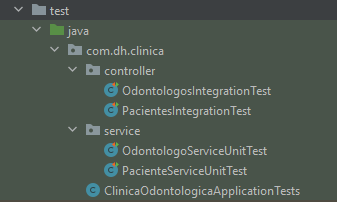 test
java
com.dh.clinica
controller
OdontologosIntegrationTest
PacientesIntegrationTest
service
OdontologoServiceUnitTest
PacienteServiceUnitTest
ClinicaOdontologicaApplicationTests